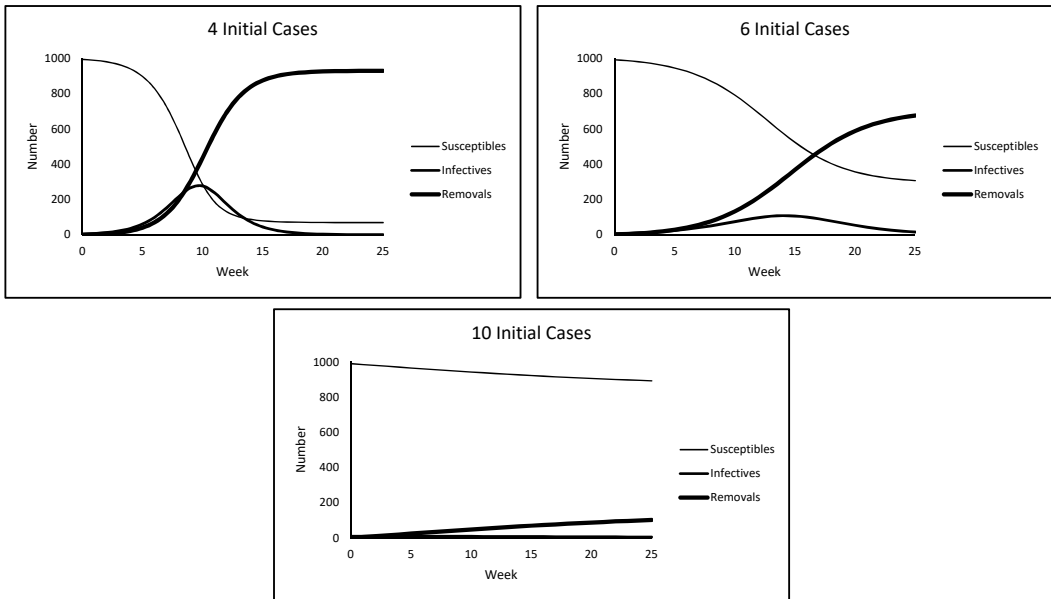 4 Initial Cases
1000
800
600
400
200
0
Number
0 5 10 15 20 25
Week
Susceptibles
Infectives
Removals
6 Initial Cases
1000
800
600
400
200
0
Number
0 5 10 15 20 25
Week
Susceptibles
Infectives
Removals
10 Initial Cases
1000
800
600
400
200
0
Number
0 5 10 15 20 25
Week
Susceptibles
Infectives
Removals